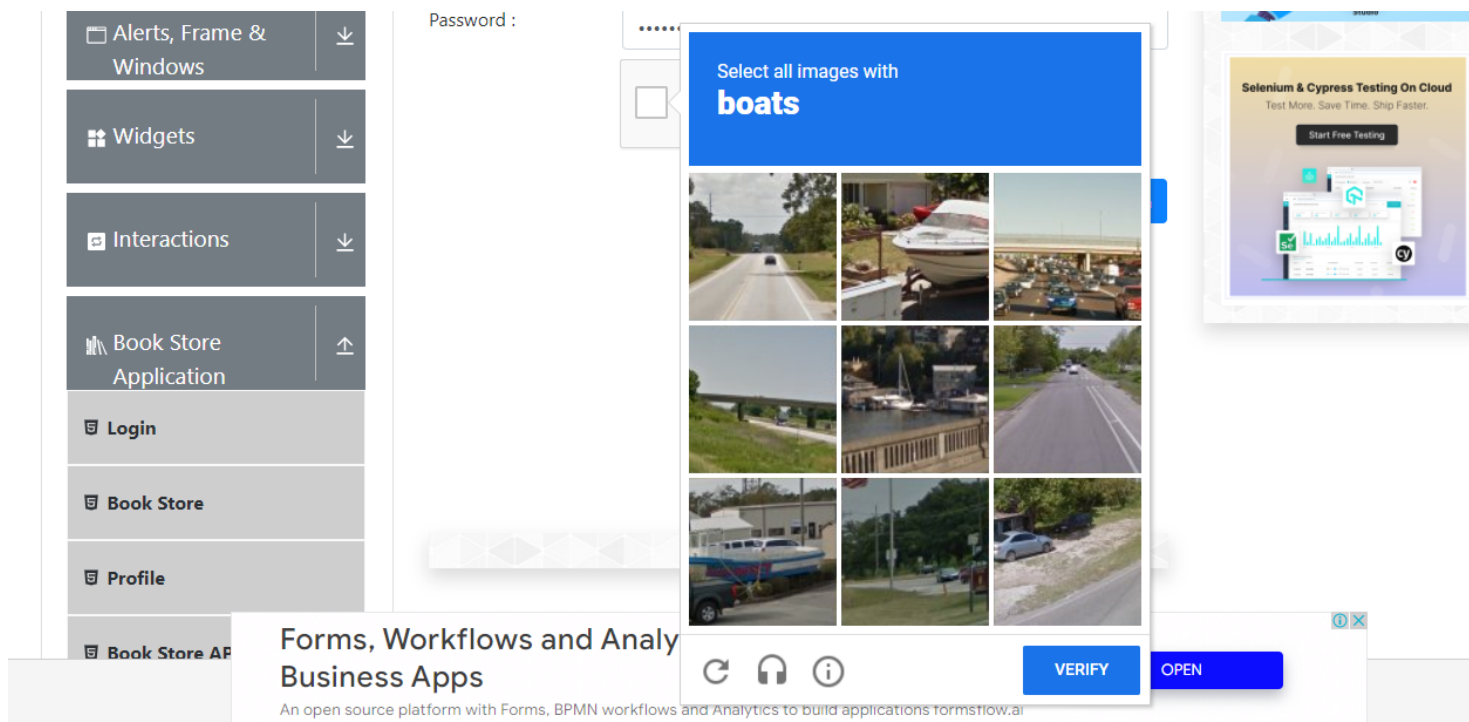 Alerts, Frame &
Windows
Widgets
Interactions
Book Store
Application
Login
Book Store
Profile
Book Store AP
Password :
Select all images with
boats
VERIFY
Studio
Selenium & Cypress Testing On Cloud
Test More. Save Time. Ship Faster.
Start Free Testing
Se
cy
Forms, Workflows and Analy
Business Apps
An open source platform with Forms, BPMN workflows and Analytics to build applications formsflow.ai
OPEN